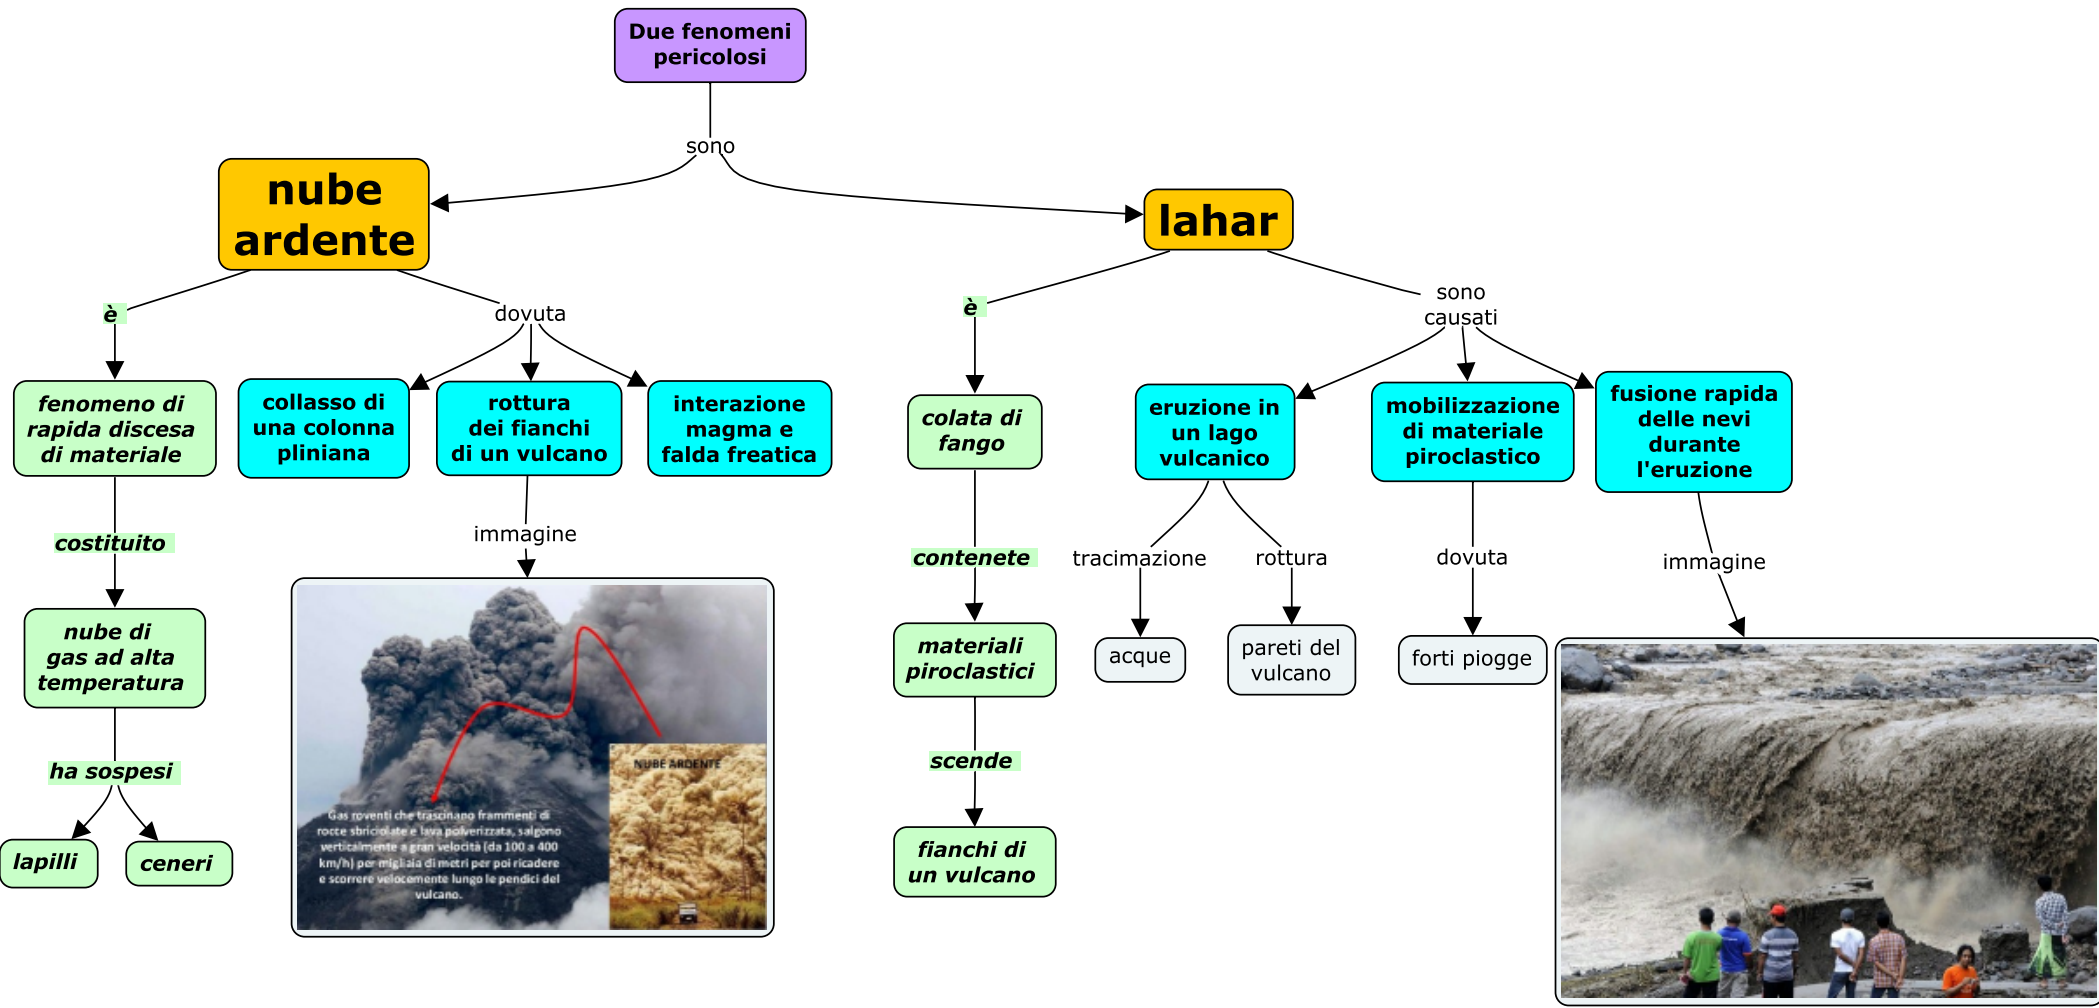 Due fenomeni
pericolosi
sono
nube
ardente
lahar
è
dovuta
è
sono
causati
fenomeno di
rapida discesa
di materiale
collasso di
una colonna
pliniana
rottura
dei fianchi
di un vulcano
interazione
magma e
falda freatica
colata di
fango
eruzione in
un lago
vulcanico
mobilizzazione
di materiale
piroclastico
fusione rapida
delle nevi
durante
l'eruzione
costituito
immagine
contenete
tracimazione
rottura
dovuta
immagine
nube di
gas ad alta
temperatura
materiali
piroclastici
acque
pareti del
vulcano
forti piogge
ha sospesi
scende
lapilli
ceneri
fianchi di
un vulcano
NUBE ARDENTE
Gas roventi che trascinano frammenti di
rocce sbriciolate e lava polverizzata, salgono
verticalmente a gran velocità (da 100 a 400
km/h) per migliaia di metri per poi ricadere
e scorrere velocemente lungo le pendici del
vulcano.